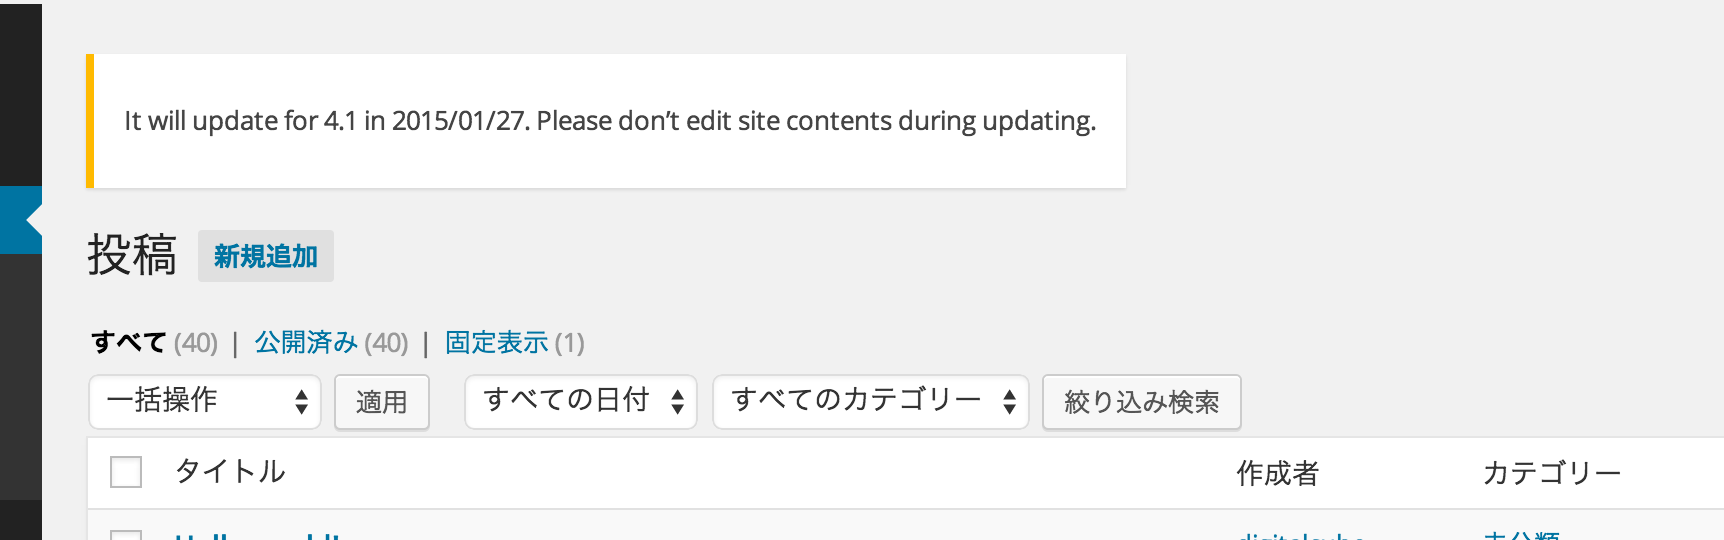 It will update for 4.1 in 2015/01/27. Please don’t edit site contents during updating.
投稿 新規追加
すべて (40) | 公開済み (40) | 固定表示 (1)
一括操作 適用 すべての日付 すべてのカテゴリー 絞り込み検索
タイトル 作成者 カテゴリー
未分類